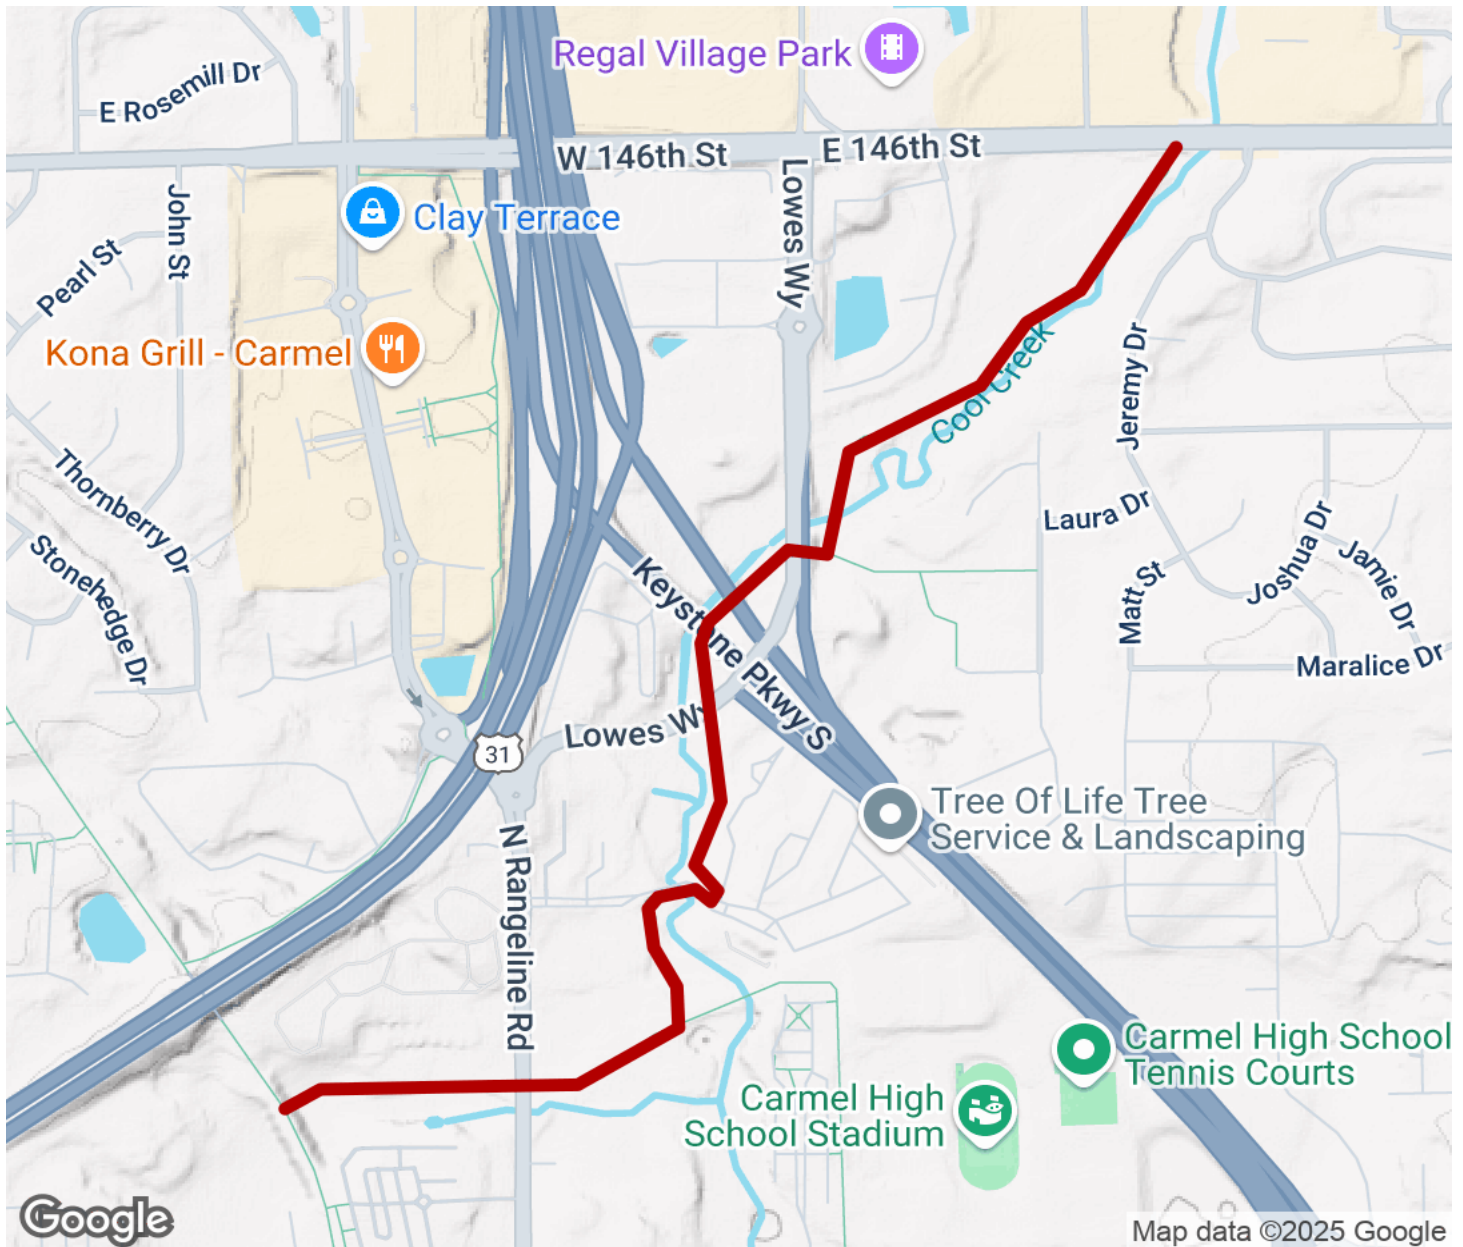 Regal Village Park
E Rosemill Dr
W 146th St
E 146th St
John St
Clay Terrace
Lowes Wy
Pearl St
Kona Grill - Carmel
Cool Creek
Jeremy Dr
Thornberry Dr
Laura Dr
Joshua Dr
Jamie Dr
Stonehedge Dr
Matt St
Keystone Pkwy S
Maralice Dr
Lowes Wy
31
Tree Of Life Tree
Service & Landscaping
N Rangeline Rd
Carmel High School
Tennis Courts
Carmel High
School Stadium
Google
Map data ©2025 Google